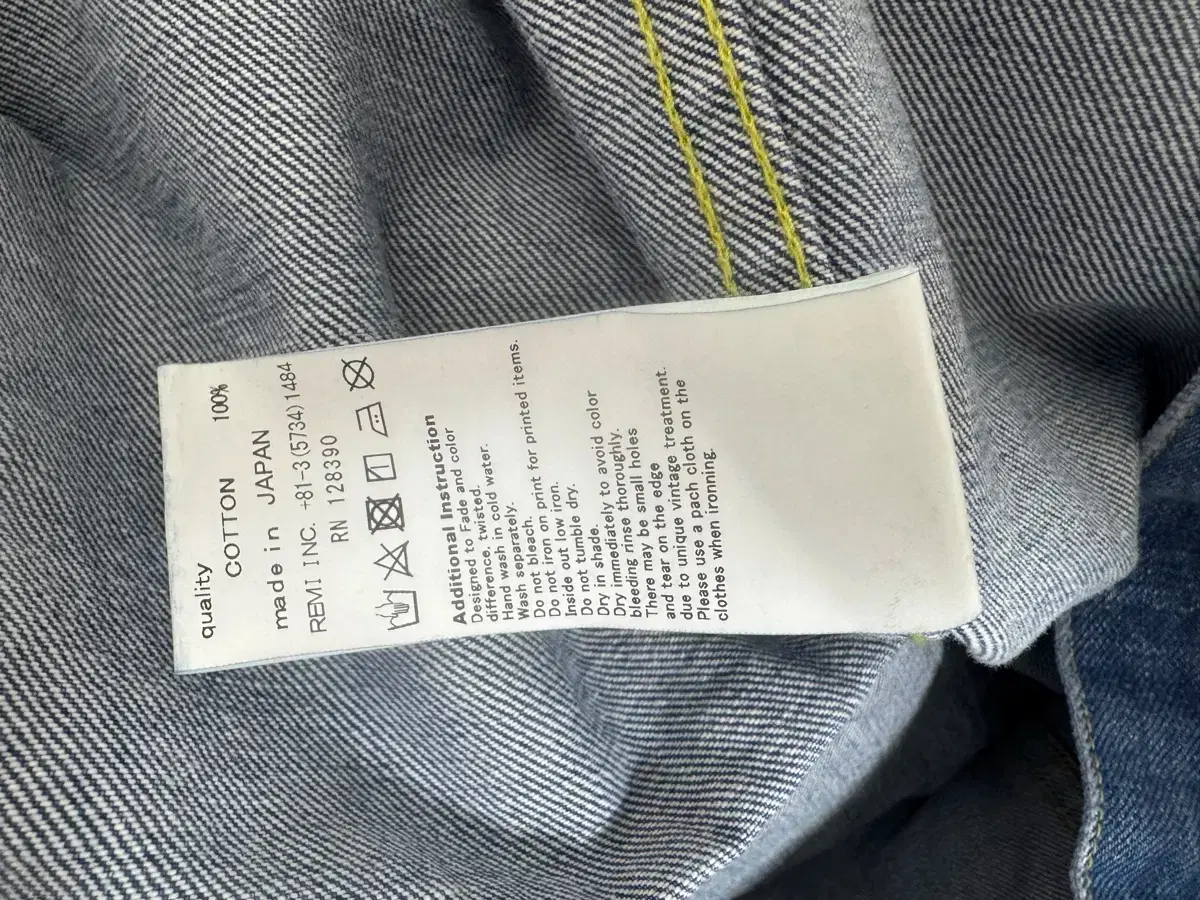 quality
COTTON 100%
made in JAPAN
REMI INC. +81-3(5734)1484
RN 128390
Additional Instruction
Designed to Fade and color
difference. twisted.
Hand wash in cold water.
Wash separately.
Do not bleach.
Do not iron on print for printed items.
Inside out low iron.
Do not tumble dry.
Dry in shade.
Dry immediately to avoid color
bleeding rinse thoroughly.
There may be small holes
and tear on the edge
due to unique vintage treatment.
Please use a pach cloth on the
clothes when ironning.